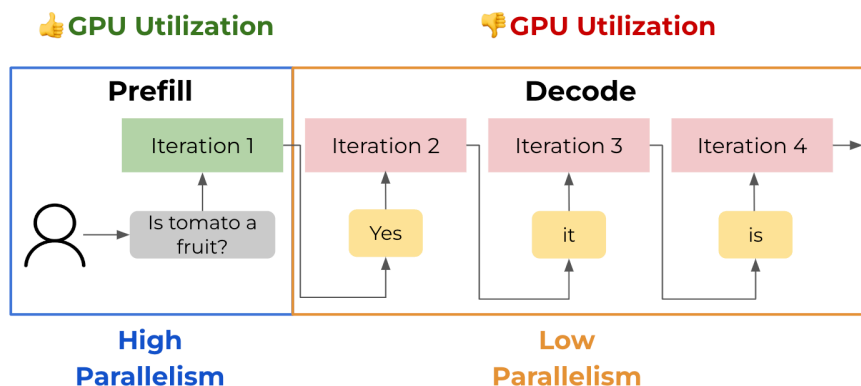 👍GPU Utilization
👎GPU Utilization
Prefill
Decode
Iteration 1
Iteration 2
Iteration 3
Iteration 4
Is tomato a
fruit?
Yes
it
is
High
Parallelism
Low
Parallelism